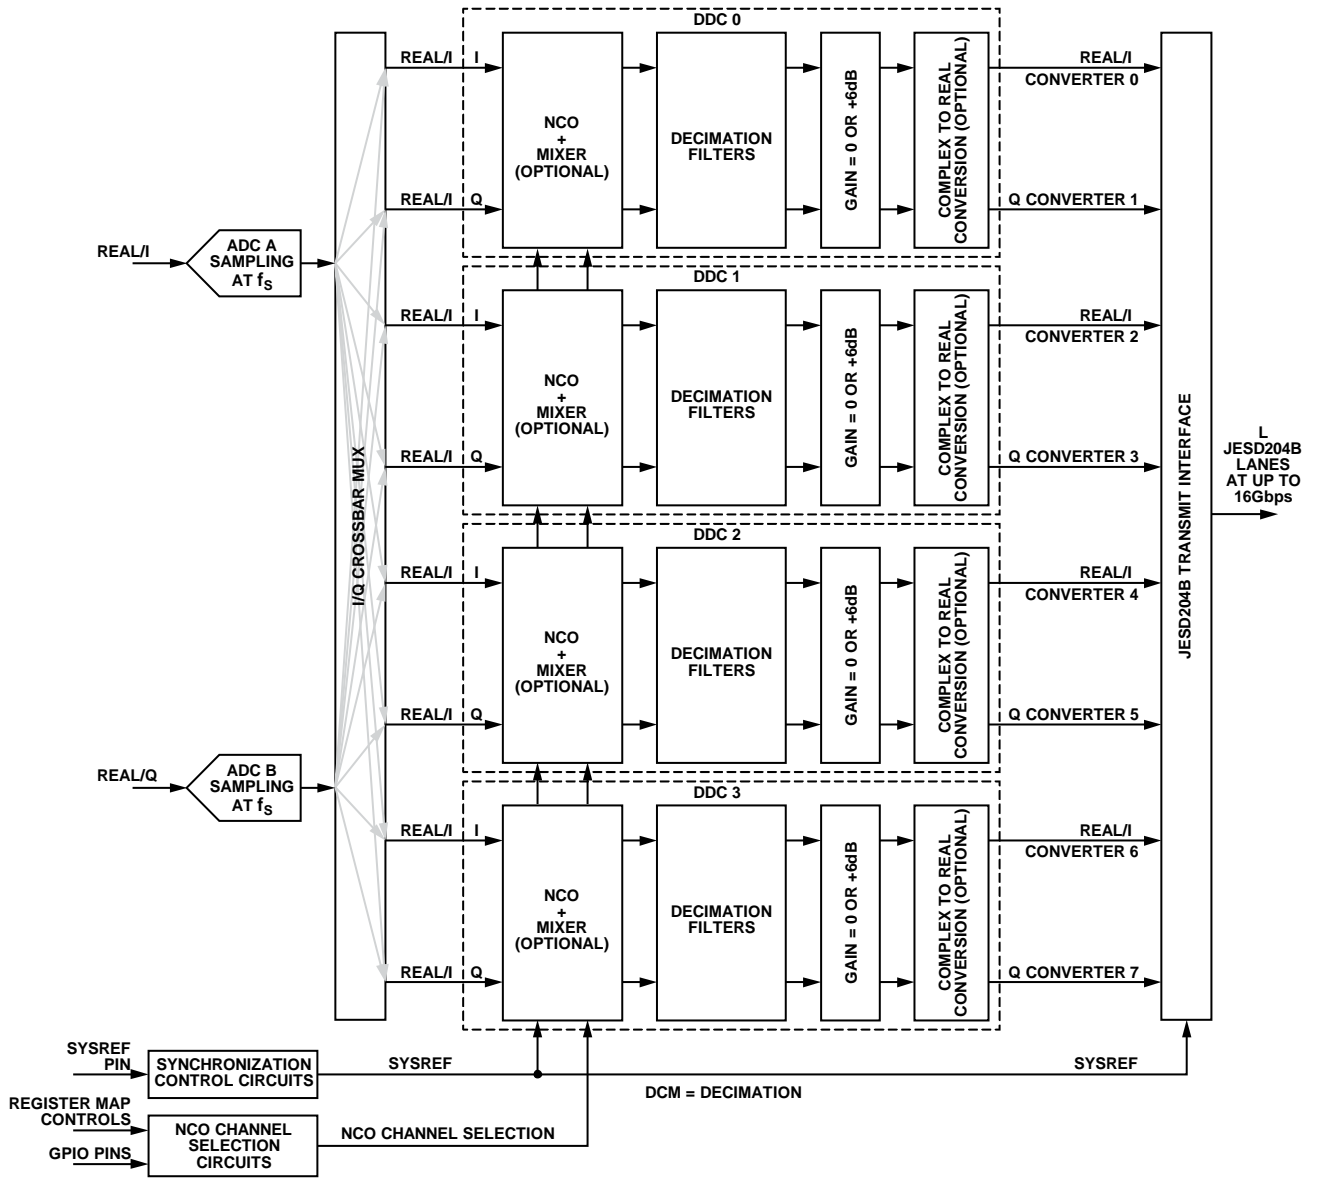 REAL/I
ADC A
SAMPLING
AT fS
REAL/Q
ADC B
SAMPLING
AT fS
I/Q CROSSBAR MUX
DDC 0
REAL/I I
REAL/I Q
NCO
+
MIXER
(OPTIONAL)
DECIMATION
FILTERS
GAIN = 0 OR +6dB
COMPLEX TO REAL
CONVERSION (OPTIONAL)
REAL/I
CONVERTER 0
Q CONVERTER 1
DDC 1
REAL/I I
REAL/I Q
NCO
+
MIXER
(OPTIONAL)
DECIMATION
FILTERS
GAIN = 0 OR +6dB
COMPLEX TO REAL
CONVERSION (OPTIONAL)
REAL/I
CONVERTER 2
Q CONVERTER 3
DDC 2
REAL/I I
REAL/I Q
NCO
+
MIXER
(OPTIONAL)
DECIMATION
FILTERS
GAIN = 0 OR +6dB
COMPLEX TO REAL
CONVERSION (OPTIONAL)
REAL/I
CONVERTER 4
Q CONVERTER 5
DDC 3
REAL/I I
REAL/I Q
NCO
+
MIXER
(OPTIONAL)
DECIMATION
FILTERS
GAIN = 0 OR +6dB
COMPLEX TO REAL
CONVERSION (OPTIONAL)
REAL/I
CONVERTER 6
Q CONVERTER 7
JESD204B TRANSMIT INTERFACE
L
JESD204B
LANES
AT UP TO
16Gbps
SYSREF
PIN
SYNCHRONIZATION
CONTROL CIRCUITS
SYSREF
SYSREF
DCM = DECIMATION
REGISTER MAP
CONTROLS
GPIO PINS
NCO CHANNEL
SELECTION
CIRCUITS
NCO CHANNEL SELECTION